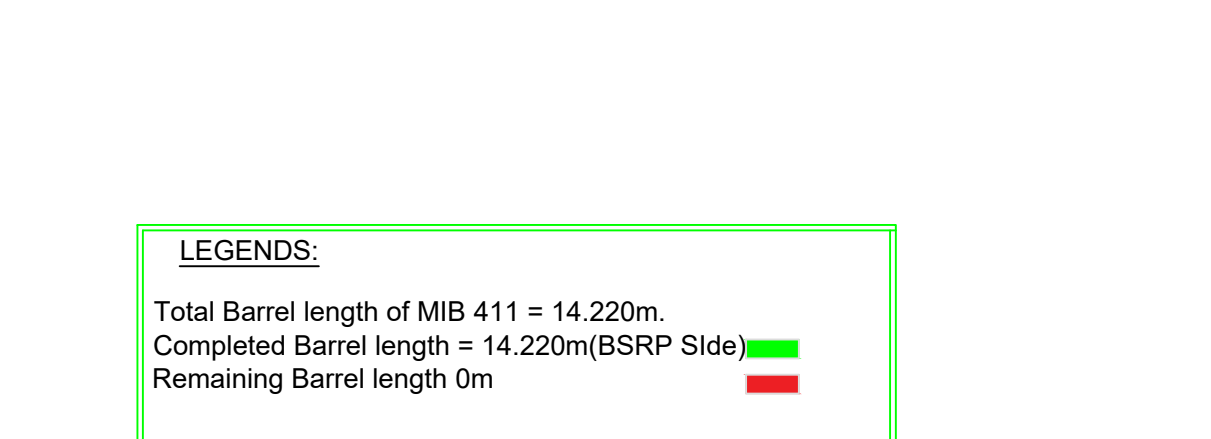 LEGENDS:
Total Barrel length of MIB 411 = 14.220m.
Completed Barrel length = 14.220m(BSRP SIde)
Remaining Barrel length 0m